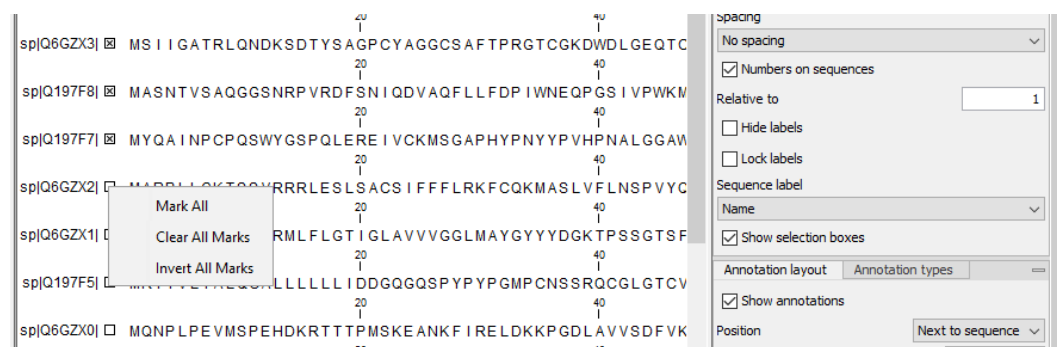 20 40
Spacing
sp|Q6GZX3| MSIIGATRLQNDKSDTYSAGPCYAGGCSAFTPRGTCGKDWDLGEQTC
No spacing
Numbers on sequences
20 40
sp|Q197F8| MASNTVSAQGGSNRPVRDFSNIQDVAQFLLFDPIWNEQPGSIVPWKM
Relative to 1
20 40
Hide labels
sp|Q197F7| MYQAINPCPQSWYGSPQLEREIVCKMSGAPHYPNYYPVHPNALGGAW
Lock labels
20 40
sp|Q6GZX2| RRRLESLSACSIFFFLRKFCQKMASLVFLNSPVYQ
Sequence label
Name
Mark All
20 40
sp|Q6GZX1| RMLFLGTIGLAVVVGGLMAYGYYYDGKTPSSGTSF
Clear All Marks
Show selection boxes
Invert All Marks
20 40
Annotation layout Annotation types
sp|Q197F5| LLLLLLIDDGQGQSPYPYPGMPCNSSRQCGLGTCV
Show annotations
20 40
sp|Q6GZX0| MQNPLPEVMSPEHDKRTTTPMSKEANKFIRELDKKPGDLAVVSDFVK
Position Next to sequence